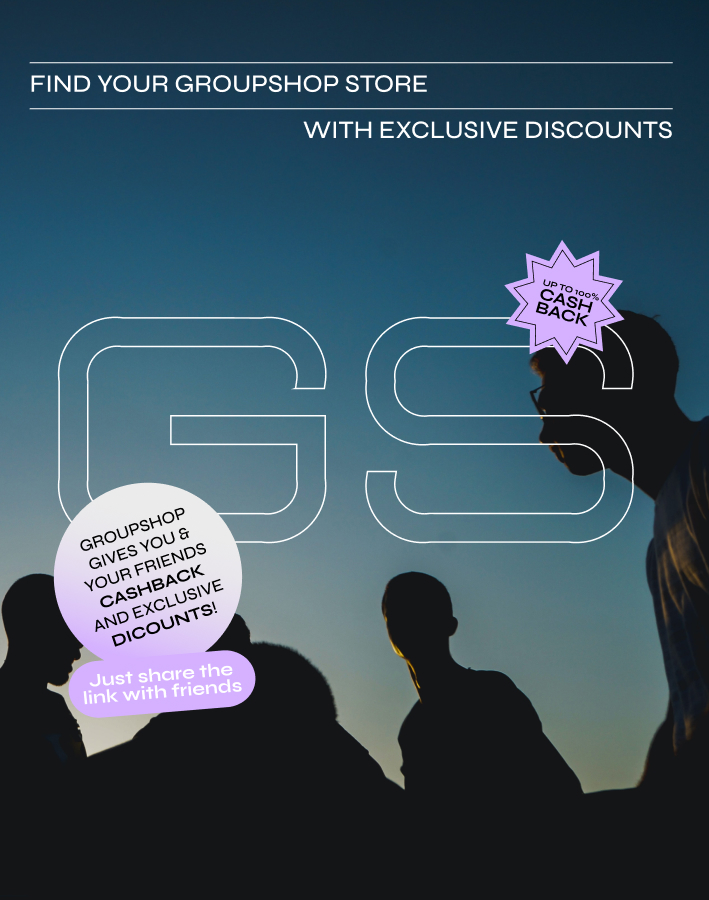 FIND YOUR GROUPSHOP STORE
WITH EXCLUSIVE DISCOUNTS
UP TO 100%
CASH
BACK
GS
GROUPSHOP
GIVES YOU &
YOUR FRIENDS
CASHBACK
AND EXCLUSIVE
DICOUNTS!
Just share the
link with friends